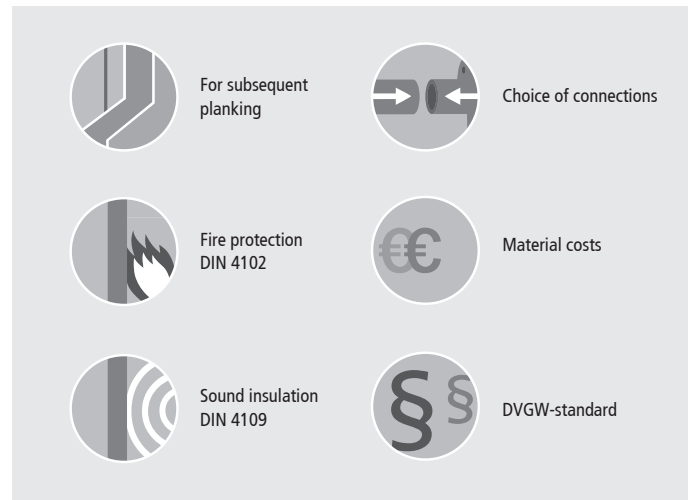 For subsequent
planking
Choice of connections
Fire protection
DIN 4102
€€
Material costs
Sound insulation
DIN 4109
§§
DVGW-standard